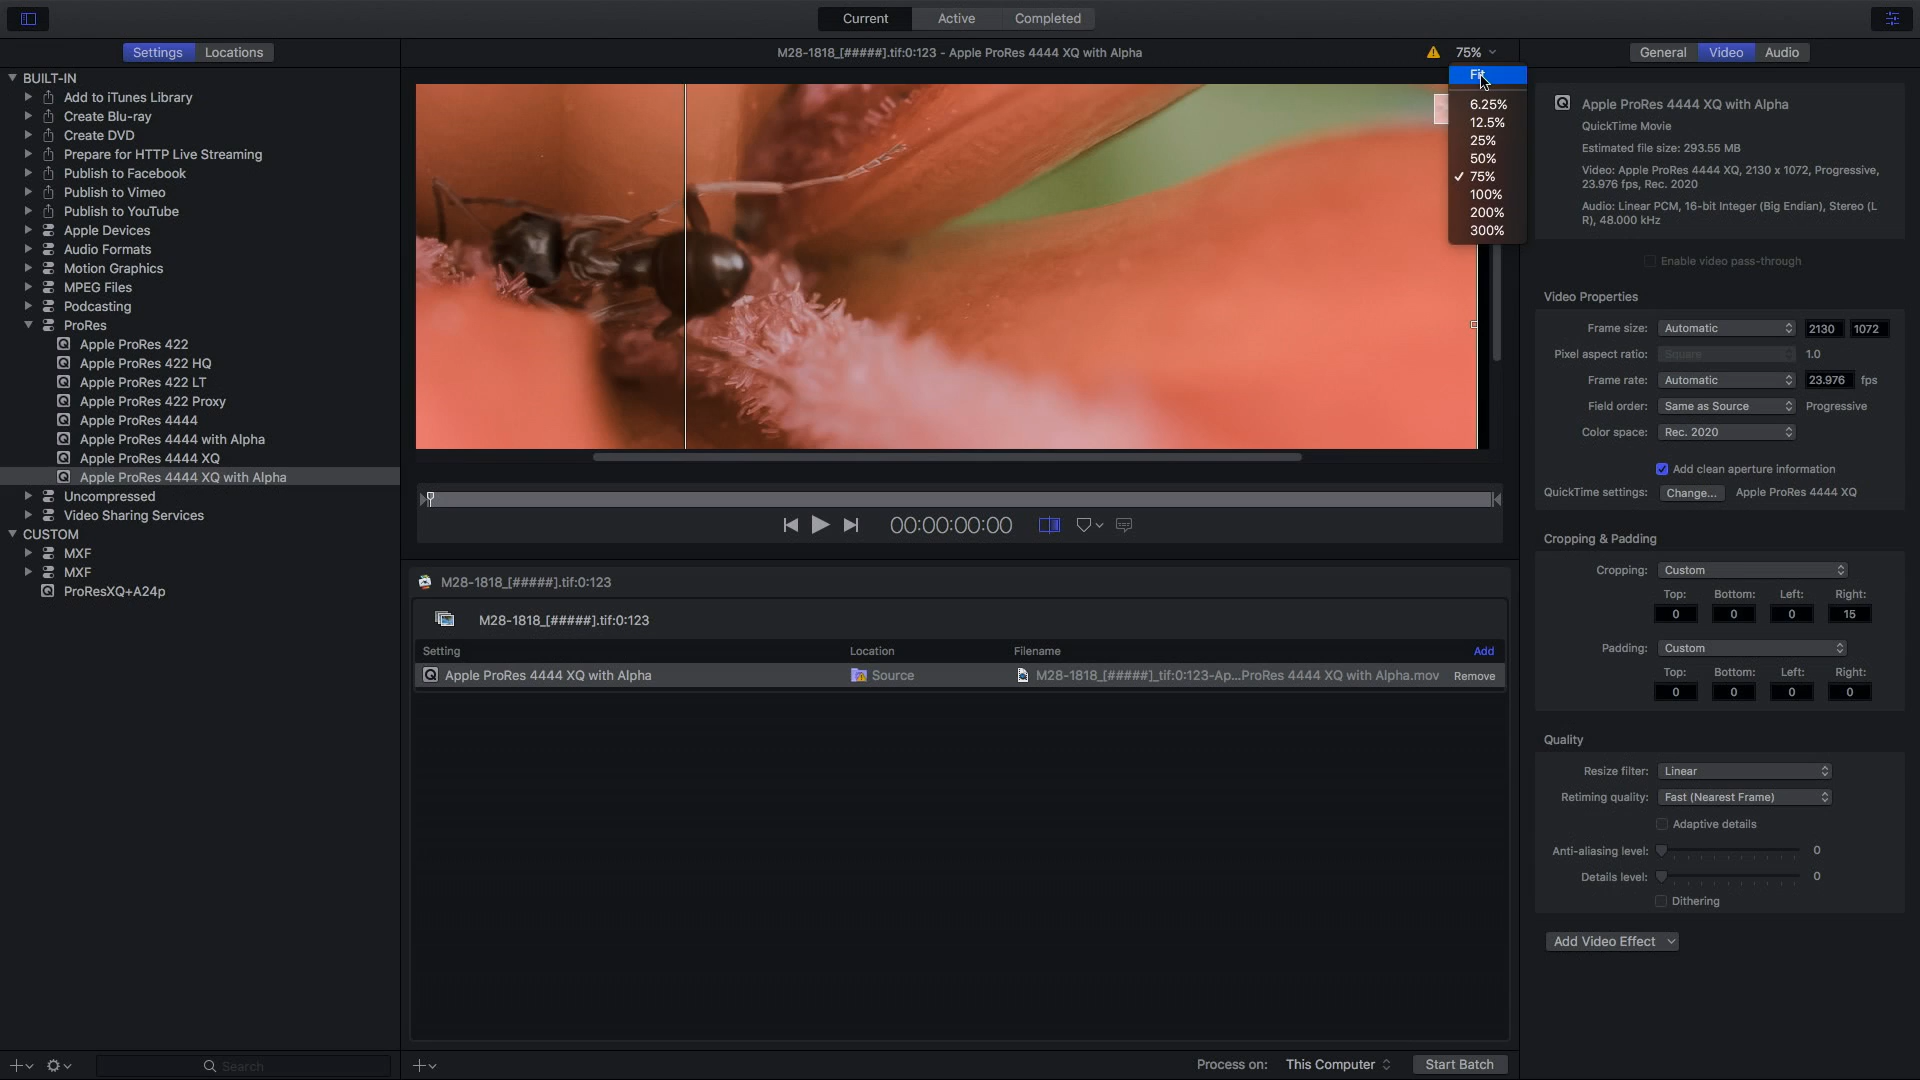 Current Active Completed
Settings Locations
M28-1818_[#####].tif:0:123 - Apple ProRes 4444 XQ with Alpha
75%
General Video Audio
BUILT-IN
Add to iTunes Library
Create Blu-ray
Create DVD
Prepare for HTTP Live Streaming
Publish to Facebook
Publish to Vimeo
Publish to YouTube
Apple Devices
Audio Formats
Motion Graphics
MPEG Files
Podcasting
ProRes
Apple ProRes 422
Apple ProRes 422 HQ
Apple ProRes 422 LT
Apple ProRes 422 Proxy
Apple ProRes 4444
Apple ProRes 4444 with Alpha
Apple ProRes 4444 XQ
Apple ProRes 4444 XQ with Alpha
Uncompressed
Video Sharing Services
CUSTOM
MXF
MXF
ProResXQ+A24p
Search
Fit
6.25%
12.5%
25%
50%
✓ 75%
100%
200%
300%
00:00:00:00
M28-1818_[#####].tif:0:123
M28-1818_[#####].tif:0:123
Setting Location Filename Add
Apple ProRes 4444 XQ with Alpha Source M28-1818_[#####]_tif:0:123-Ap...ProRes 4444 XQ with Alpha.mov Remove
Process on: This Computer Start Batch
Apple ProRes 4444 XQ with Alpha
QuickTime Movie
Estimated file size: 293.55 MB
Video: Apple ProRes 4444 XQ, 2130 x 1072, Progressive,
23.976 fps, Rec. 2020
Audio: Linear PCM, 16-bit Integer (Big Endian), Stereo (L
R), 48.000 kHz
Enable video pass-through
Video Properties
Frame size: Automatic 2130 1072
Pixel aspect ratio: Square 1.0
Frame rate: Automatic 23.976 fps
Field order: Same as Source Progressive
Color space: Rec. 2020
Add clean aperture information
QuickTime settings: Change... Apple ProRes 4444 XQ
Cropping & Padding
Cropping: Custom
Top: Bottom: Left: Right:
0 0 0 15
Padding: Custom
Top: Bottom: Left: Right:
0 0 0 0
Quality
Resize filter: Linear
Retiming quality: Fast (Nearest Frame)
Adaptive details
Anti-aliasing level: 0
Details level: 0
Dithering
Add Video Effect